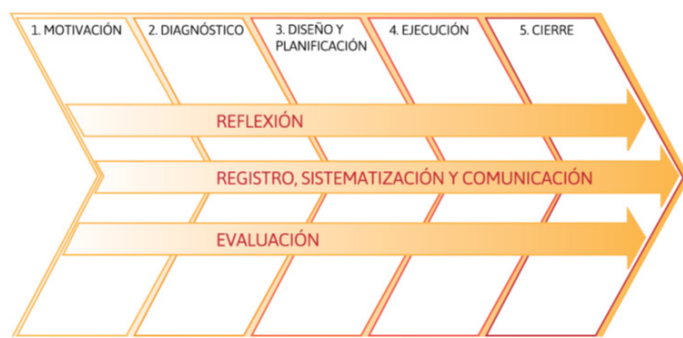 1. MOTIVACIÓN
2. DIAGNÓSTICO
3. DISEÑO Y
PLANIFICACIÓN
4. EJECUCIÓN
5. CIERRE
REFLEXIÓN
REGISTRO, SISTEMATIZACIÓN Y COMUNICACIÓN
EVALUACIÓN